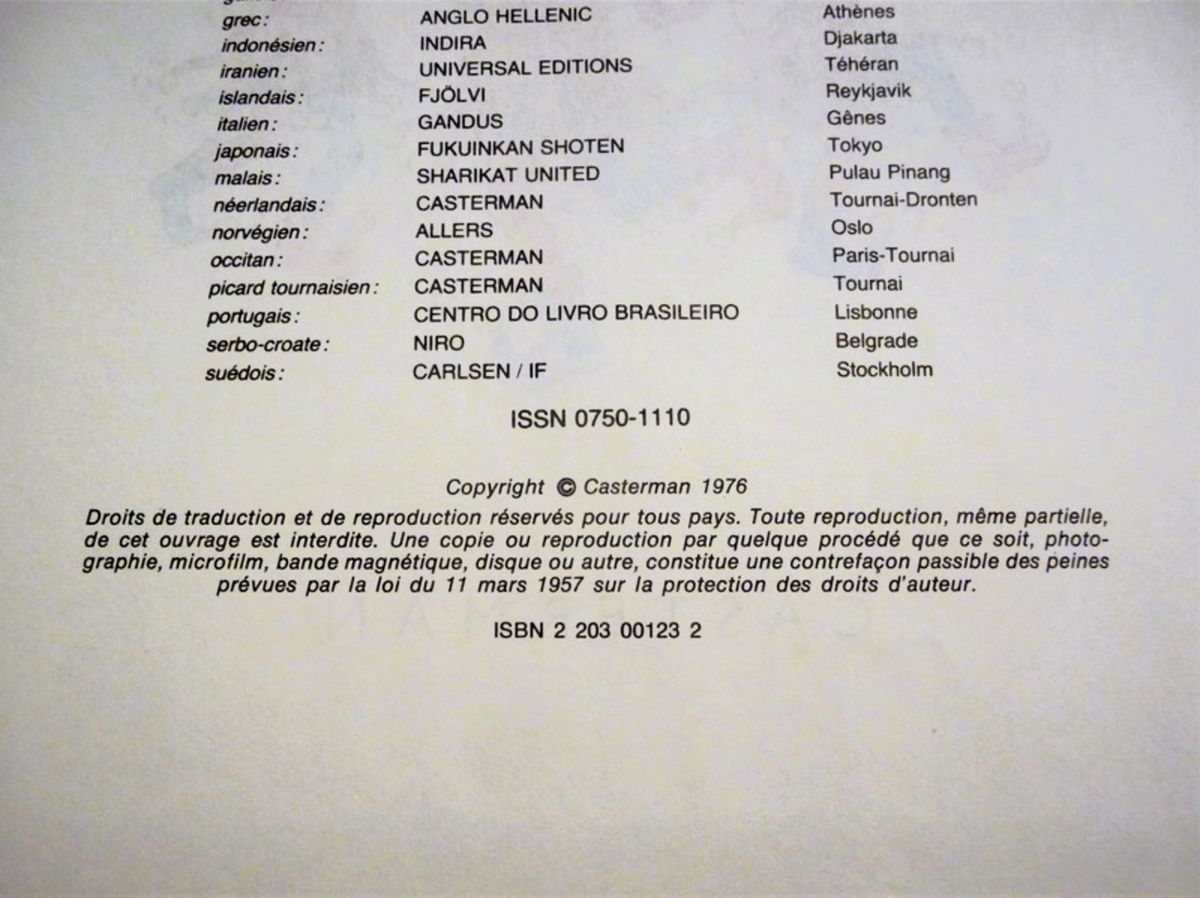 grec: ANGLO HELLENIC Athènes
indonésien: INDIRA Djakarta
iranien: UNIVERSAL EDITIONS Téhéran
islandais: FJÖLVI Reykjavik
italien: GANDUS Gênes
japonais: FUKUINKAN SHOTEN Tokyo
malais: SHARIKAT UNITED Pulau Pinang
néerlandais: CASTERMAN Tournai-Dronten
norvégien: ALLERS Oslo
occitan: CASTERMAN Paris-Tournai
picard tournaisien: CASTERMAN Tournai
portugais: CENTRO DO LIVRO BRASILEIRO Lisbonne
serbo-croate: NIRO Belgrade
suédois: CARLSEN / IF Stockholm
ISSN 0750-1110
Copyright © Casterman 1976
Droits de traduction et de reproduction réservés pour tous pays. Toute reproduction, même partielle,
de cet ouvrage est interdite. Une copie ou reproduction par quelque procédé que ce soit, photo-
graphie, microfilm, bande magnétique, disque ou autre, constitue une contrefaçon passible des peines
prévues par la loi du 11 mars 1957 sur la protection des droits d'auteur.
ISBN 2 203 00123 2